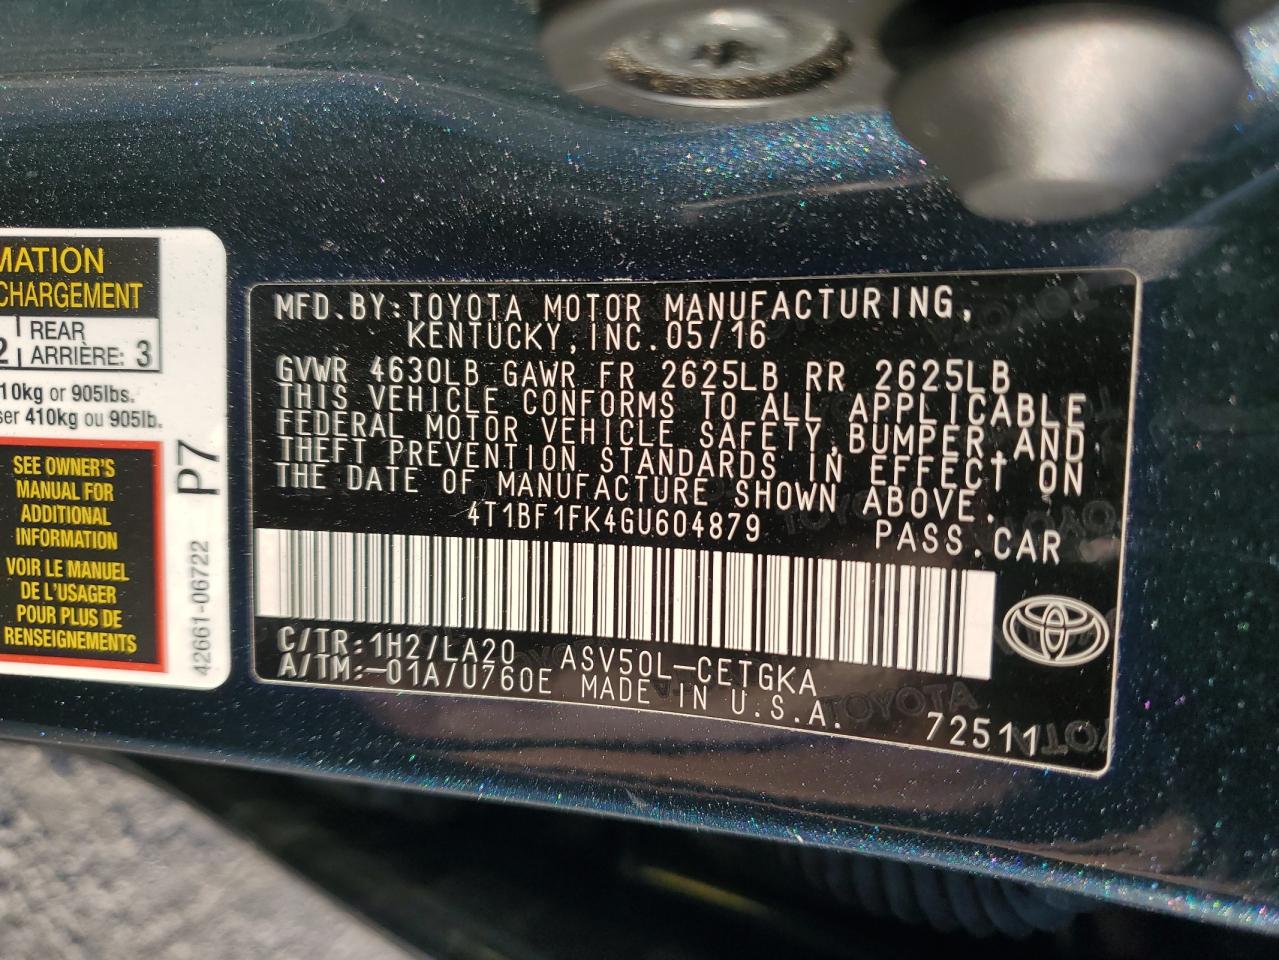 MATION
CHARGEMENT
2 REAR
ARRIÈRE: 3
10kg or 905lbs.
ser 410kg ou 905lb.
SEE OWNER'S
MANUAL FOR
ADDITIONAL
INFORMATION
VOIR LE MANUEL
DE L'USAGER
POUR PLUS DE
RENSEIGNEMENTS
P7
42661-06722
MFD.BY:TOYOTA MOTOR MANUFACTURING,
KENTUCKY,INC.05/16
GVWR 4630LB GAWR FR 2625LB RR 2625LB
THIS VEHICLE CONFORMS TO ALL APPLICABLE
FEDERAL MOTOR VEHICLE SAFETY,BUMPER,AND
THEFT PREVENTION STANDARDS IN EFFECT ON
THE DATE OF MANUFACTURE SHOWN ABOVE.
4T1BF1FK4GU604879 PASS.CAR
C/TR:1H2/LA20 ASV50L-CETGKA
A/TM:-01A/U760E MADE IN U.S.A.
TOYOTA
72511